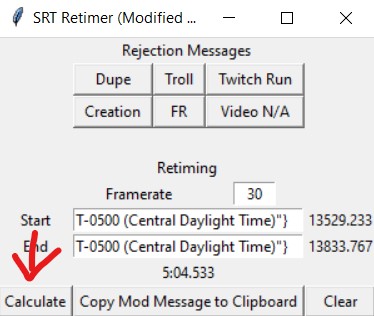 SRT Retimer (Modified ...
Rejection Messages
Dupe Troll Twitch Run
Creation FR Video N/A
Retiming
Framerate 30
Start T-0500 (Central Daylight Time)"} 13529.233
End T-0500 (Central Daylight Time)"} 13833.767
5:04.533
Calculate Copy Mod Message to Clipboard Clear